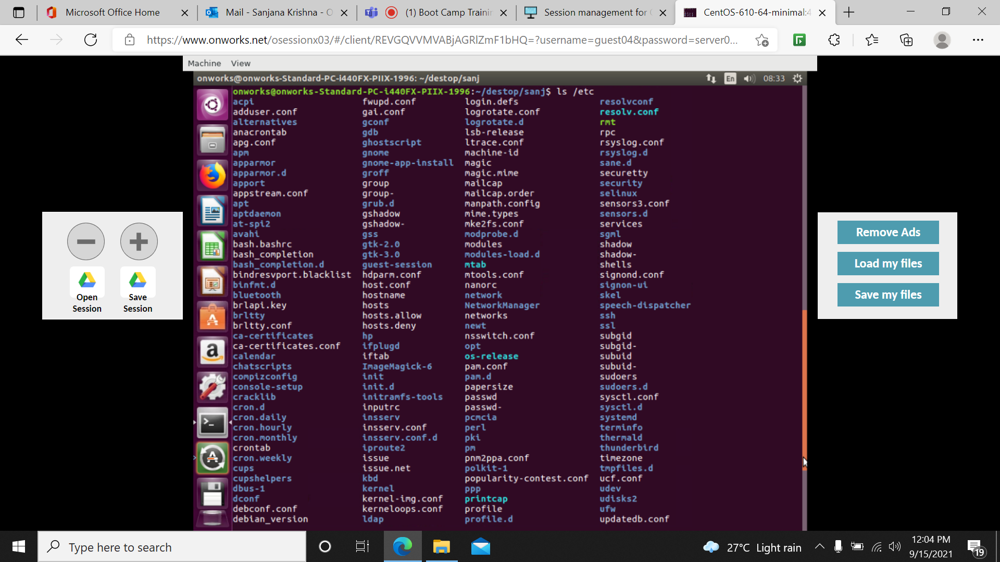 Microsoft Office Home
Mail - Sanjana Krishna - O
(1) Boot Camp Trainin
Session management for
CentOS-610-64-minimal:4
https://www.onworks.net/osessionx03/#/client/REVGQVVMVABjAGRlZmF1bHQ=?username=guest04&password=server0...
Machine View
onworks@onworks-Standard-PC-i440FX-PIIX-1996: ~/destop/sanj
En 08:33
onworks@onworks-Standard-PC-i440FX-PIIX-1996:~/destop/sanj$ ls /etc
acpi fwupd.conf login.defs resolvconf
adduser.conf gai.conf logrotate.conf resolv.conf
alternatives gconf logrotate.d rmt
anacrontab gdb lsb-release rpc
apg.conf ghostscript ltrace.conf rsyslog.conf
apm gnome machine-id rsyslog.d
apparmor gnome-app-install magic sane.d
apparmor.d groff magic.mime securetty
apport group mailcap security
appstream.conf group- mailcap.order selinux
apt grub.d manpath.config sensors3.conf
aptdaemon gshadow mime.types sensors.d
at-spi2 gshadow- mke2fs.conf services
avahi gss modprobe.d sgml
bash.bashrc gtk-2.0 modules shadow
bash_completion gtk-3.0 modules-load.d shadow-
bash_completion.d guest-session mtab shells
bindresvport.blacklist hdparm.conf mtools.conf signond.conf
binfmt.d host.conf nanorc signon-ui
bluetooth hostname network skel
brlapi.key hosts NetworkManager speech-dispatcher
brltty hosts.allow networks ssh
brltty.conf hosts.deny newt ssl
ca-certificates hp nsswitch.conf subgid
ca-certificates.conf ifplugd opt subgid-
calendar iftab os-release subuid
chatscripts ImageMagick-6 pam.conf subuid-
compizconfig init pam.d sudoers
console-setup init.d papersize sudoers.d
cracklib initramfs-tools passwd sysctl.conf
cron.d inputrc passwd- sysctl.d
cron.daily insserv pcmcia systemd
cron.hourly insserv.conf perl terminfo
cron.monthly insserv.conf.d pki thermald
crontab iproute2 pm thunderbird
cron.weekly issue pnm2ppa.conf timezone
cups issue.net polkit-1 tmpfiles.d
cupshelpers kbd popularity-contest.conf ucf.conf
dbus-1 kernel ppp udev
dconf kernel-img.conf printcap udisks2
debconf.conf kerneloops.conf profile ufw
debian_version ldap profile.d updatedb.conf
Open Session
Save Session
Remove Ads
Load my files
Save my files
Type here to search
27°C Light rain
12:04 PM
9/15/2021
19